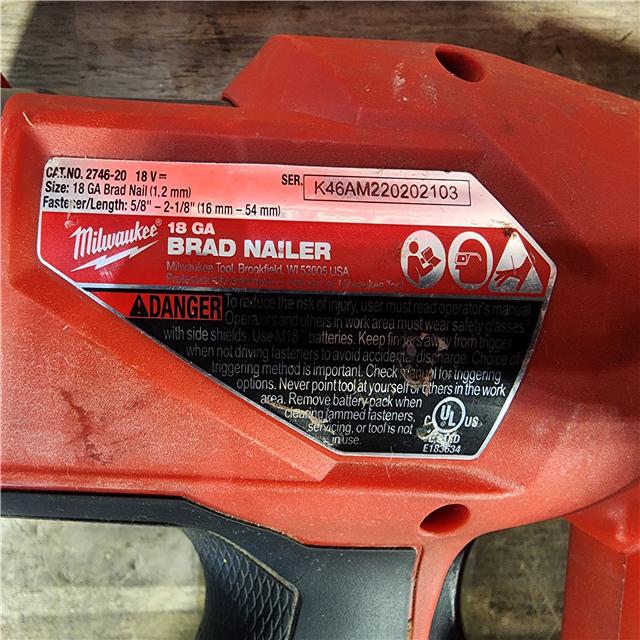 CAT.NO. 2746-20 18 V⎓
Size: 18 GA Brad Nail (1,2 mm)
Fastener/Length: 5/8" – 2-1/8" (16 mm – 54 mm)
SER. K46AM220202103
Milwaukee®
18 GA
BRAD NAILER
Milwaukee Tool, Brookfield, WI 53005 USA
Milwaukee Tool
⚠DANGER To reduce the risk of injury, user must read operator's manual.
Operators and others in work area must wear safety glasses
with side shields. Use M18™ batteries. Keep fingers away from trigger
when not driving fasteners to avoid accidental discharge. Choice of
triggering method is important. Check manual for triggering
options. Never point tool at yourself or others in the work
area. Remove battery pack when
clearing jammed fasteners,
servicing, or tool is not
in use.
C UL US
LISTED
E183634